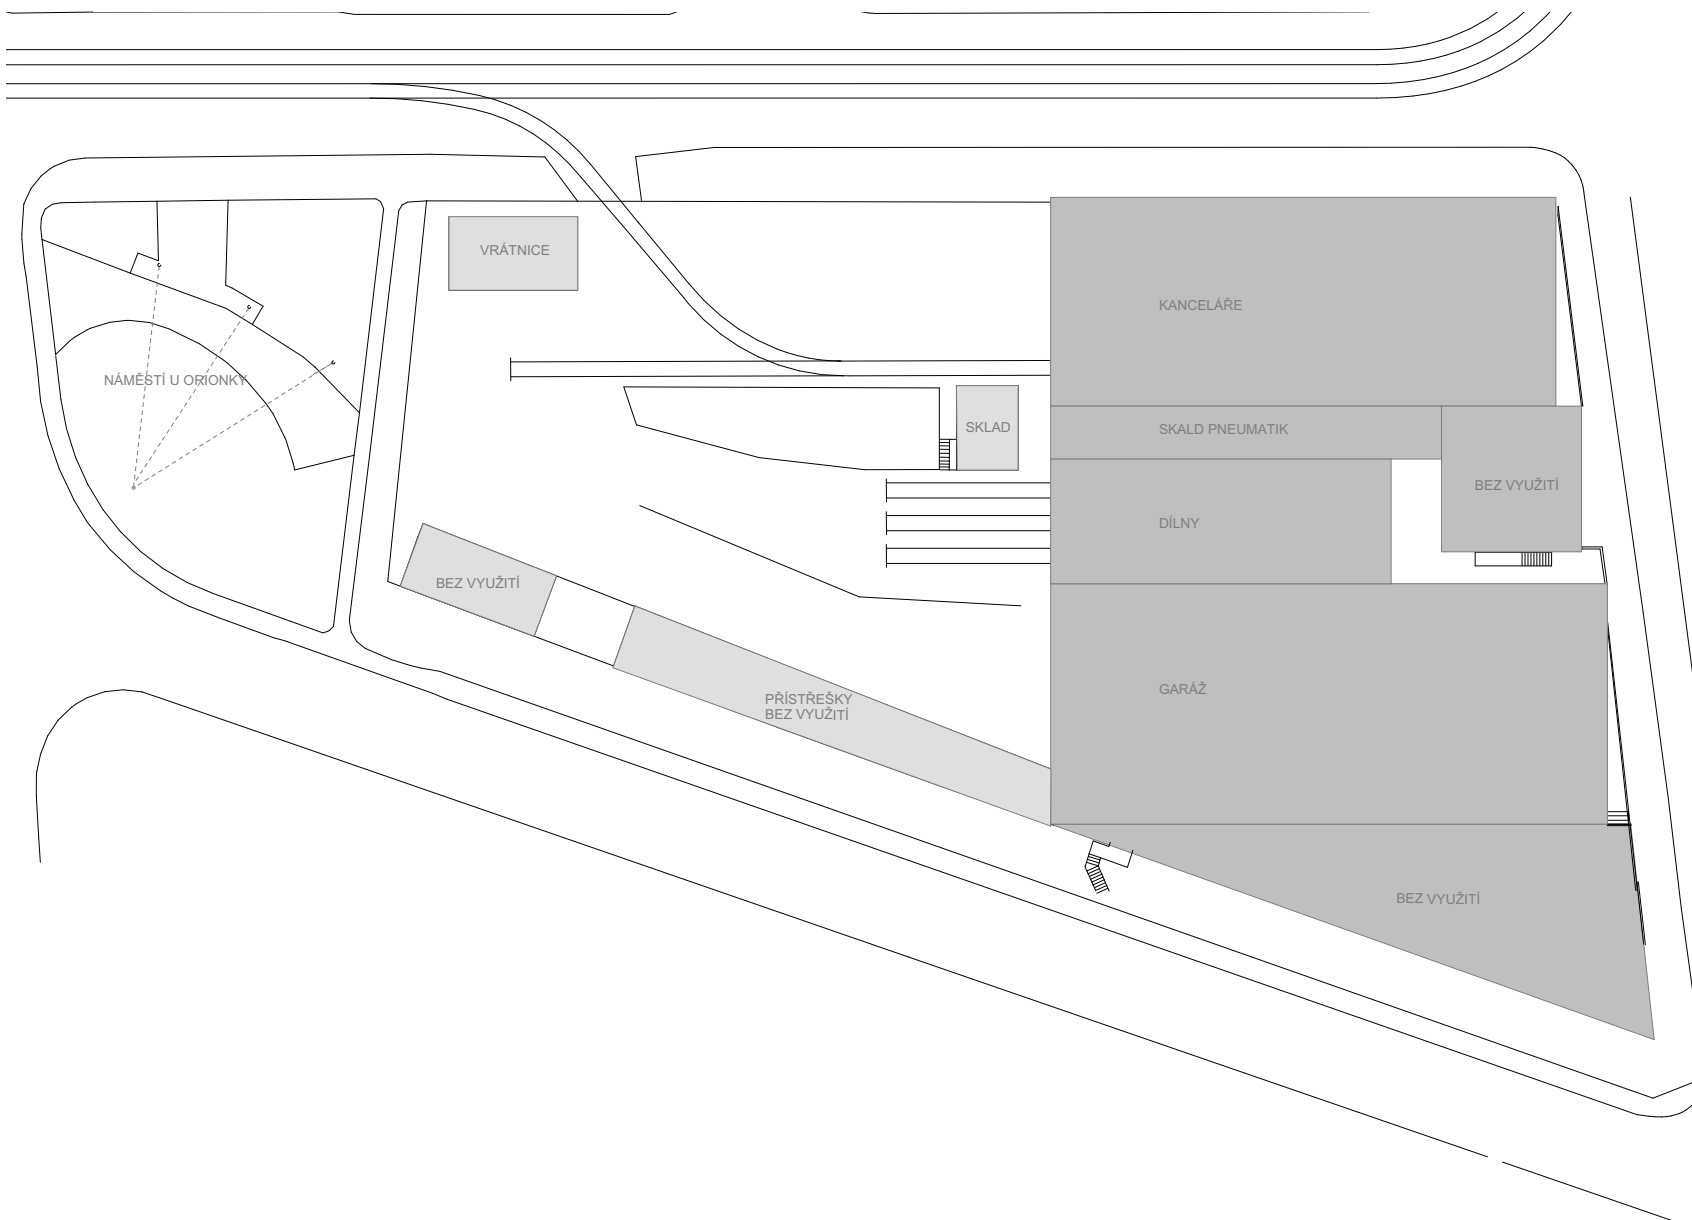 VRÁTNICE
KANCELÁŘE
NÁMĚSTÍ U ORIONKY
SKLAD
SKALD PNEUMATIK
BEZ VYUŽITÍ
DÍLNY
BEZ VYUŽITÍ
PŘÍSTŘEŠKY
BEZ VYUŽITÍ
GARÁŽ
BEZ VYUŽITÍ